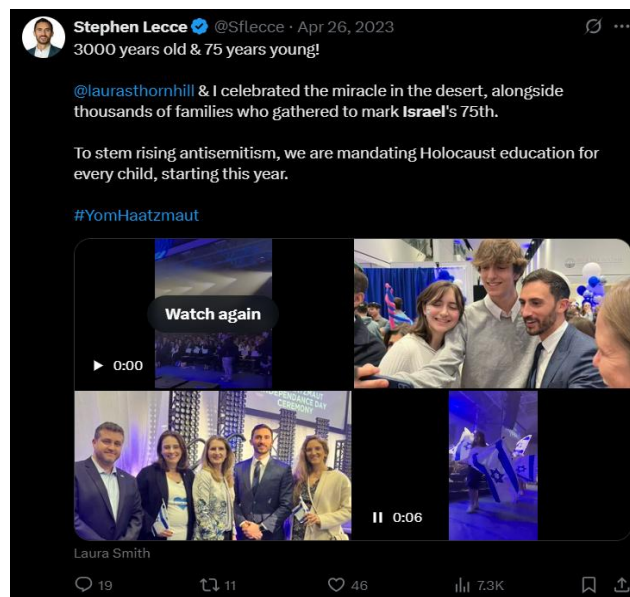 Stephen Lecce @Sflecce · Apr 26, 2023
3000 years old & 75 years young!
@laurasthornhill & I celebrated the miracle in the desert, alongside
thousands of families who gathered to mark Israel's 75th.
To stem rising antisemitism, we are mandating Holocaust education for
every child, starting this year.
#YomHaatzmaut
Watch again
0:00
INDEPENDANCE DAY
CEREMONY
0:06
Laura Smith
19 11 46 7.3K